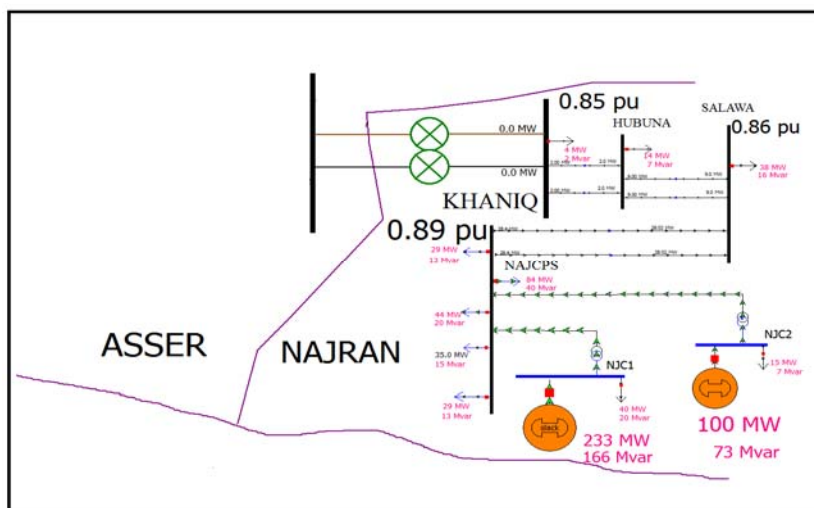 0.85 pu
SALAWA
HUBUNA
0.86 pu
0.0 MW
4 MW
2 Mvar
14 MW
7 Mvar
38 MW
16 Mvar
0.0 MW
KHANIQ
0.89 pu
29 MW
13 Mvar
NAJCPS
84 MW
40 Mvar
44 MW
20 Mvar
ASSER
NAJRAN
35.0 MW
15 Mvar
NJC1
NJC2
15 MW
7 Mvar
29 MW
13 Mvar
slack
40 MW
20 Mvar
233 MW
166 Mvar
100 MW
73 Mvar